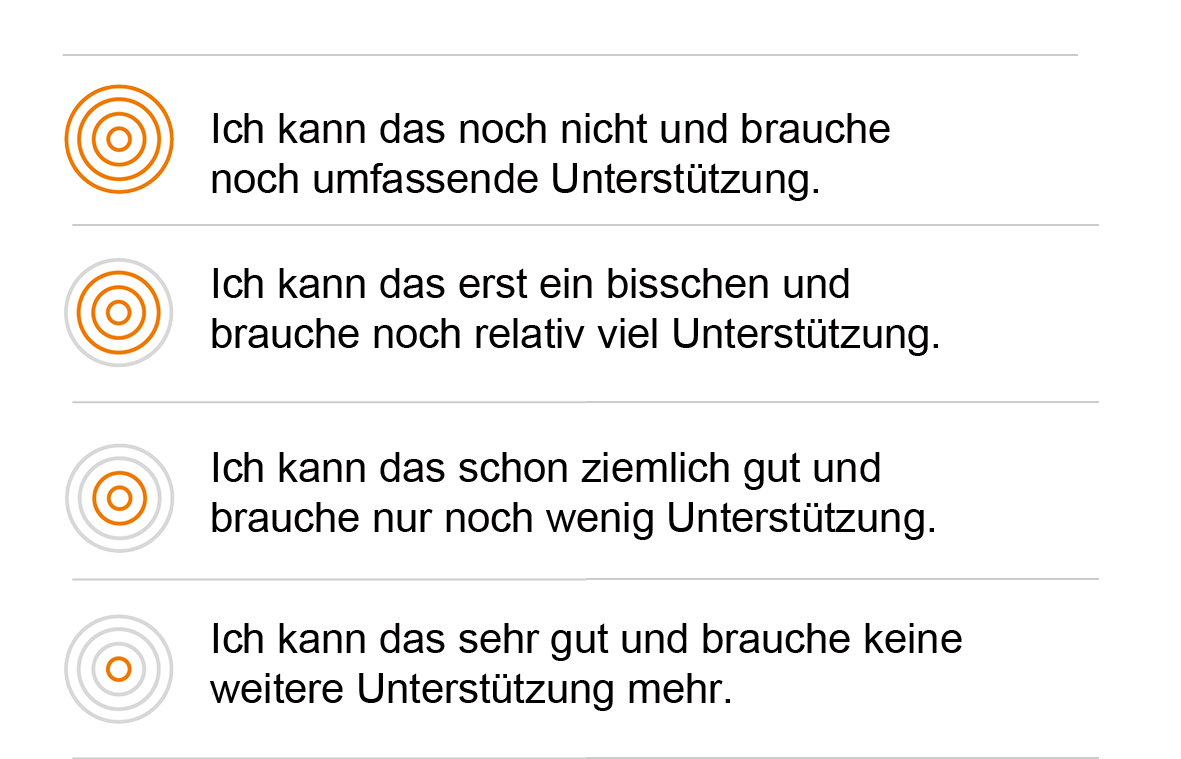 Ich kann das noch nicht und brauche
noch umfassende Unterstützung.
Ich kann das erst ein bisschen und
brauche noch relativ viel Unterstützung.
Ich kann das schon ziemlich gut und
brauche nur noch wenig Unterstützung.
Ich kann das sehr gut und brauche keine
weitere Unterstützung mehr.